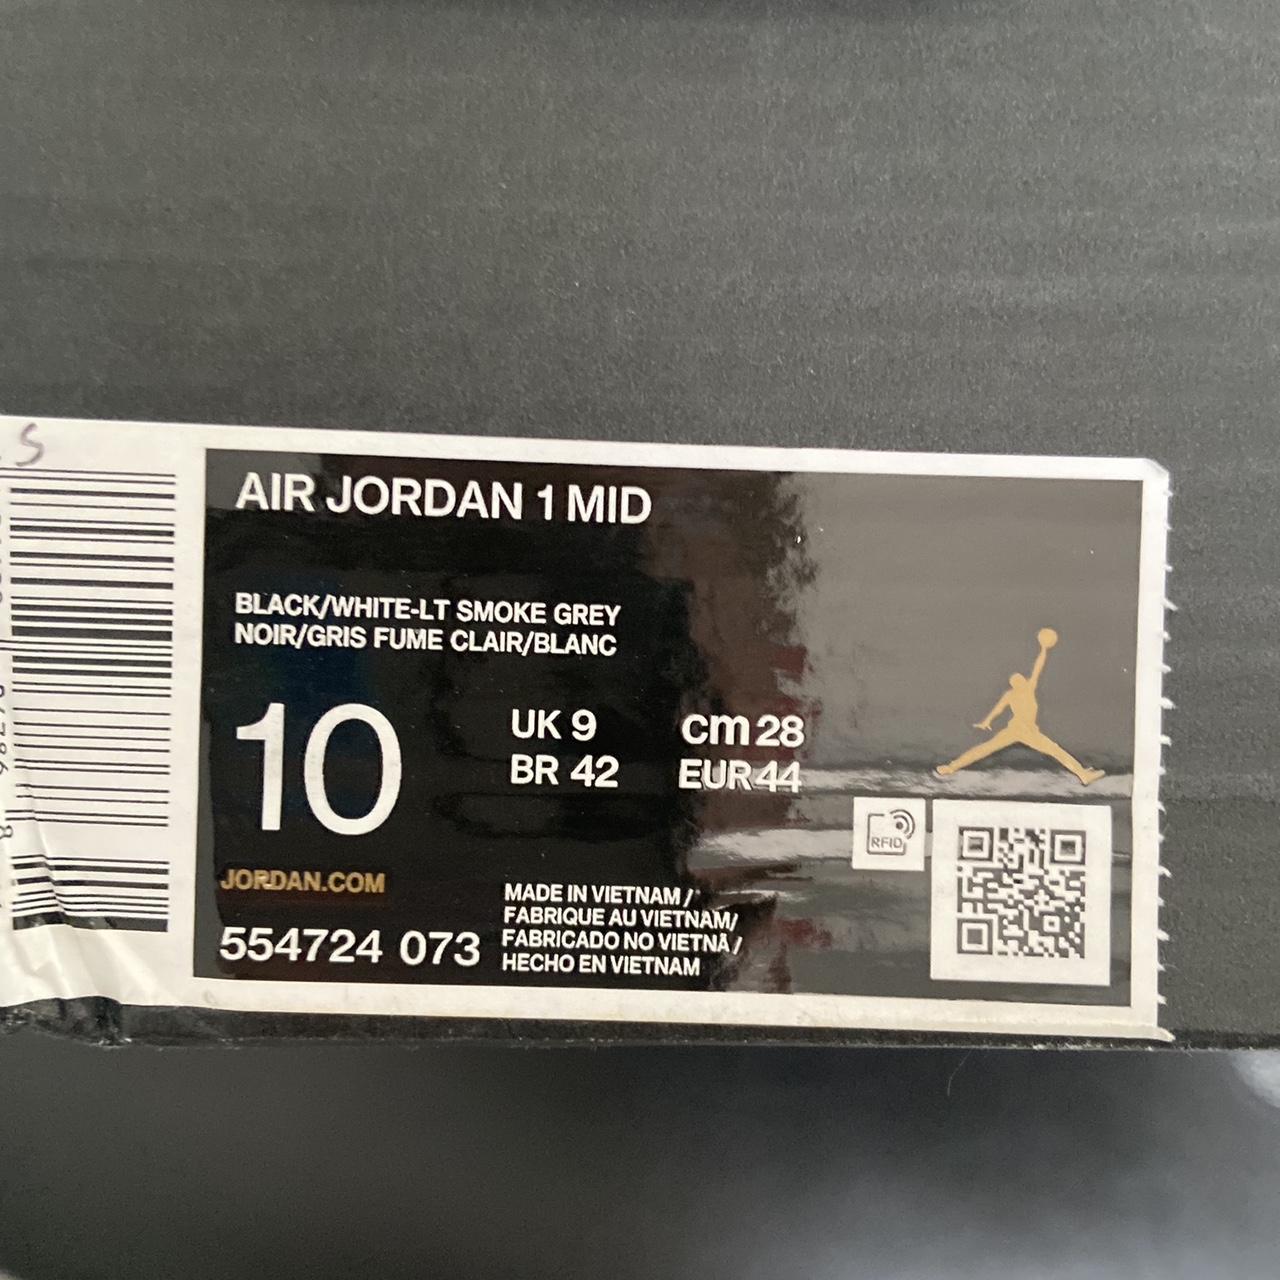 S
AIR JORDAN 1 MID
BLACK/WHITE-LT SMOKE GREY
NOIR/GRIS FUME CLAIR/BLANC
10
UK 9
cm 28
BR 42
EUR 44
RFID
JORDAN.COM
554724 073
MADE IN VIETNAM /
FABRIQUE AU VIETNAM/
FABRICADO NO VIETNÃ /
HECHO EN VIETNAM